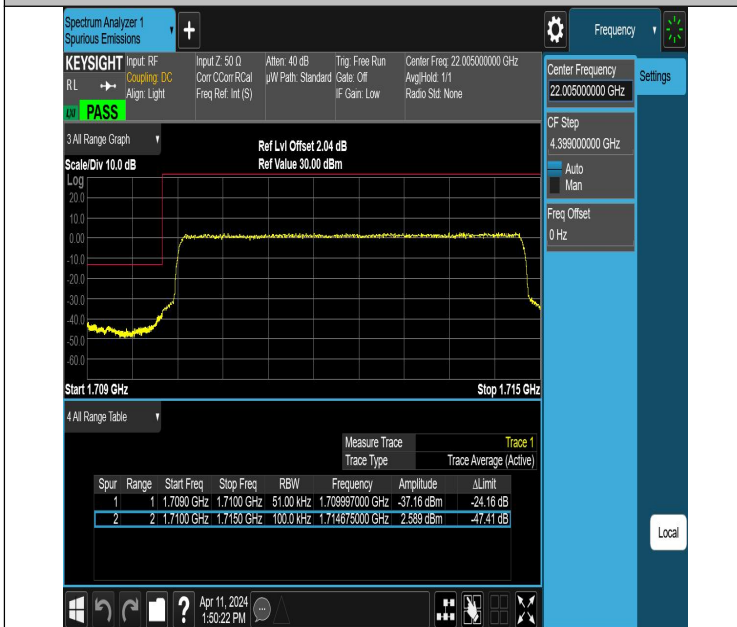 Spectrum Analyzer 1
Spurious Emissions
+
Frequency
KEYSIGHT
RL
Input: RF
Coupling: DC
Align: Light
Input Z: 50 Ω
Corr CCorr RCal
Freq Ref: Int (S)
Atten: 40 dB
µW Path: Standard
Trig: Free Run
Gate: Off
IF Gain: Low
Center Freq: 22.005000000 GHz
Avg|Hold: 1/1
Radio Std: None
PASS
Center Frequency
22.005000000 GHz
Settings
CF Step
4.399000000 GHz
Auto
Man
Freq Offset
0 Hz
3 All Range Graph
Ref Lvl Offset 2.04 dB
Scale/Div 10.0 dB
Ref Value 30.00 dBm
Log
20.0
10.0
0.00
-10.0
-20.0
-30.0
-40.0
-50.0
-60.0
Start 1.709 GHz
Stop 1.715 GHz
4 All Range Table
Measure Trace Trace 1
Trace Type Trace Average (Active)
Spur Range Start Freq Stop Freq RBW Frequency Amplitude ΔLimit
1 1 1.7090 GHz 1.7100 GHz 51.00 kHz 1.709997000 GHz -37.16 dBm -24.16 dB
2 2 1.7100 GHz 1.7150 GHz 100.0 kHz 1.714675000 GHz 2.589 dBm -47.41 dB
Local
?
Apr 11, 2024
1:50:22 PM